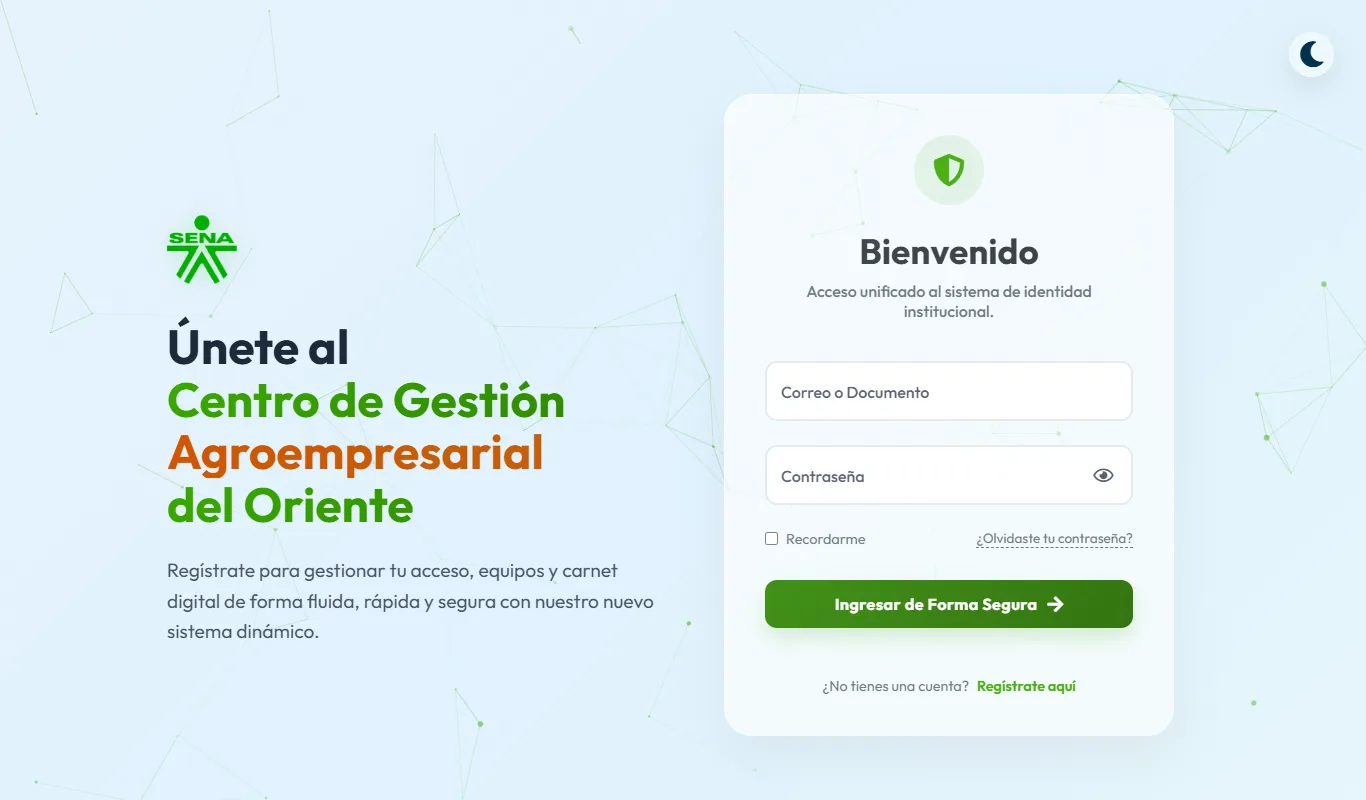 SENA
Únete al
Centro de Gestión
Agroempresarial
del Oriente
Regístrate para gestionar tu acceso, equipos y carnet
digital de forma fluida, rápida y segura con nuestro nuevo
sistema dinámico.
Bienvenido
Acceso unificado al sistema de identidad
institucional.
Correo o Documento
Contraseña
Recordarme
¿Olvidaste tu contraseña?
Ingresar de Forma Segura
¿No tienes una cuenta? Regístrate aquí